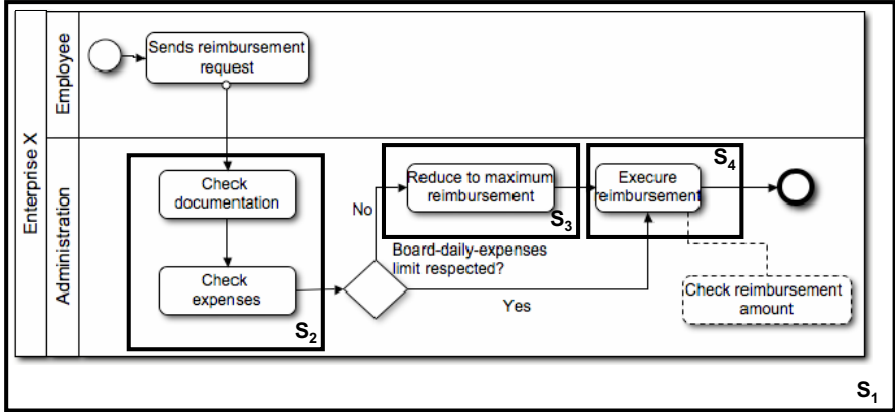 Enterprise X
Employee
Sends reimbursement
request
Administration
Check
documentation
Check
expenses
S2
No
Reduce to maximum
reimbursement
S3
Board-daily-expenses
limit respected?
Yes
Execure
reimbursement
S4
Check reimbursement
amount
S1